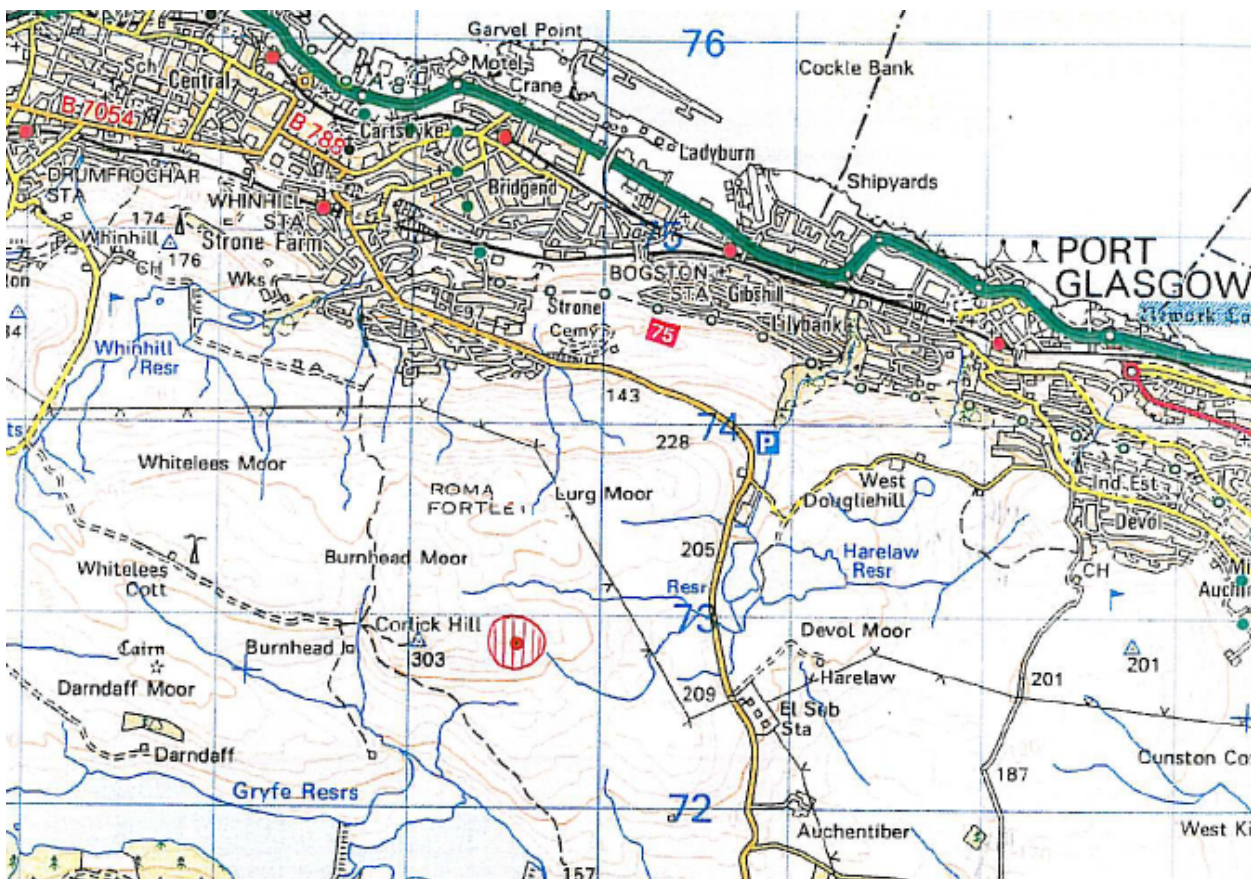 Garvel Point
76
Motel
Crane
Cockle Bank
Sch
Central
A 8
B 7054
B 788
Cartsdyke
Ladyburn
Bridgend
Shipyards
DRUMFROCHAR
STA
WHINHILL
STA
174
176
Whinhill
CH
Strone Farm
Wks
75
BOGSTON
STA
Gibshill
PORT
GLASGOW
Strone
Cemy
97
75
Lilybank
Whinhill
Resr
143
74
P
228
Whitelees Moor
ROMA
FORTLET
Lurg Moor
West
Dougliehill
Ind. Est
Devol
Burnhead Moor
205
Harelaw
Resr
Whitelees
Cott
Resr
CH
73
Corlick Hill
303
Devol Moor
Cairn
Burnhead
201
Harelaw
201
Darndaff Moor
209
El Sub
Sta
Darndaff
187
Gryfe Resrs
72
Auchentiber
157